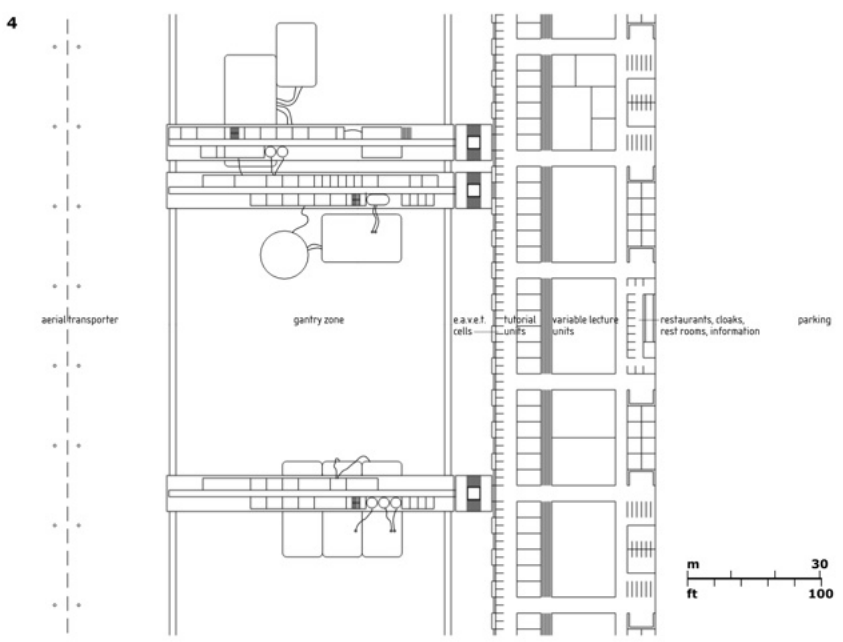 4
aerial transporter
gantry zone
e.a.v.e.t.
cells
tutorial
units
variable lecture
units
restaurants, cloaks,
rest rooms, information
parking
m 30
ft 100